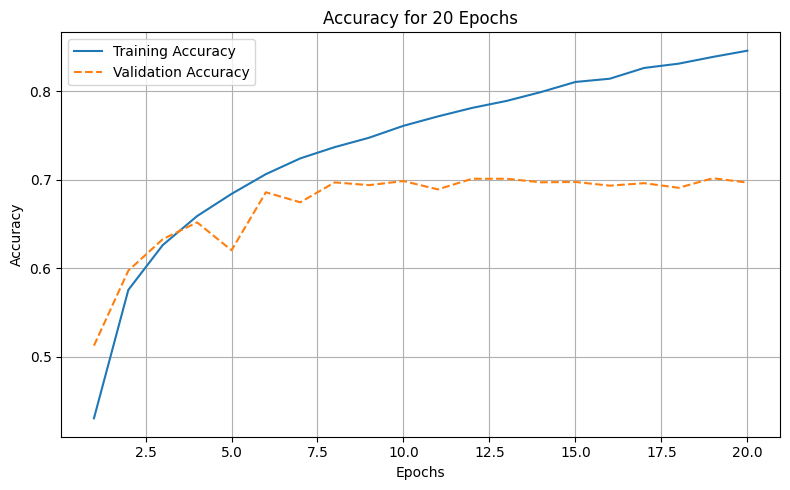 Accuracy for 20 Epochs
Training Accuracy
Validation Accuracy
Accuracy
0.8
0.7
0.6
0.5
2.5 5.0 7.5 10.0 12.5 15.0 17.5 20.0
Epochs